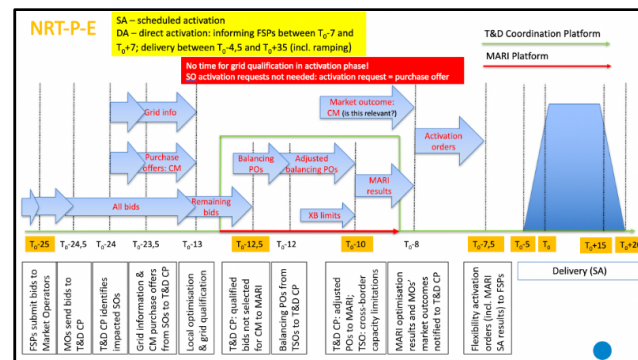 NRT-P-E
SA – scheduled activation
DA – direct activation: informing FSPs between T0-7 and
T0+7; delivery between T0-4,5 and T0+35 (incl. ramping)
No time for grid qualification in activation phase!
SO activation requests not needed: activation request = purchase offer
T&D Coordination Platform
MARI Platform
Grid info
Market outcome: CM
(is this relevant?)
Purchase
offers: CM
Activation
orders
Balancing
POs
Adjusted
balancing POs
MARI
results
All bids
Remaining
bids
XB limits
T0-25
T0-24,5
T0-24
T0-23,5
T0-13
T0-12,5
T0-12
T0-10
T0-8
T0-7,5
T0-5
T0
T0+15
T0+20
FSPs submit bids to
Market Operators
MOs send bids to
T&D CP
T&D CP identifies
impacted SOs
Grid information &
CM purchase offers
from SOs to T&D CP
Local optimisation
& grid qualification
T&D CP: qualified
bids not selected
for CM to MARI
Balancing POs from
TSOs to T&D CP
T&D CP: adjusted
POs to MARI;
TSO: cross-border
capacity limitations
MARI optimisation
results and MOs'
market outcomes
notified to T&D CP
Flexibility activation
orders (incl. MARI
SA results) to FSPs
Delivery (SA)